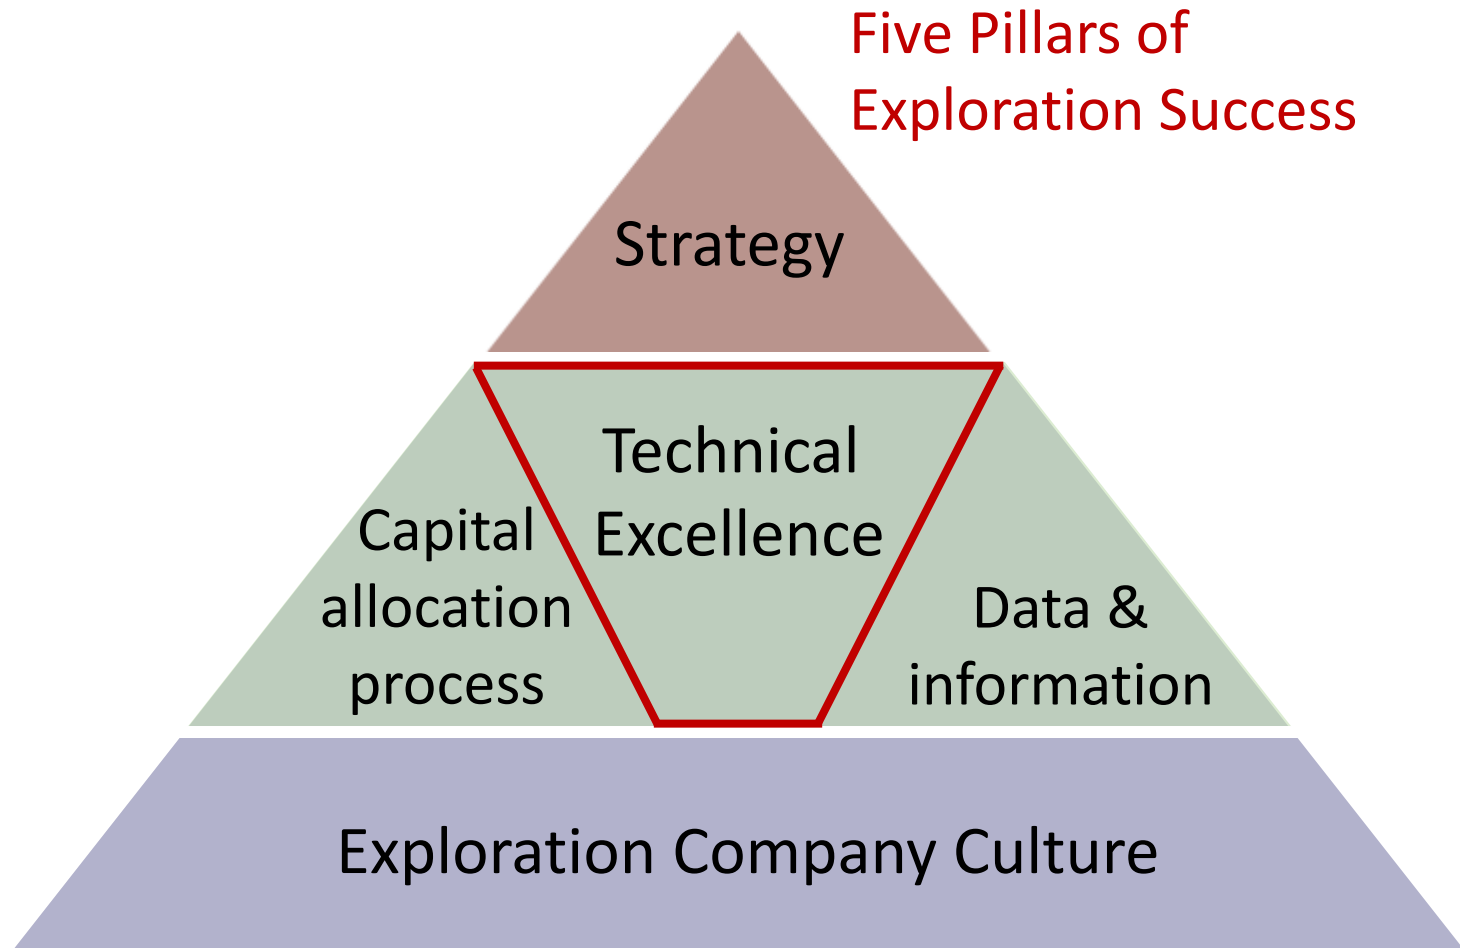 Five Pillars of
Exploration Success
Strategy
Technical
Excellence
Capital
allocation
process
Data &
information
Exploration Company Culture